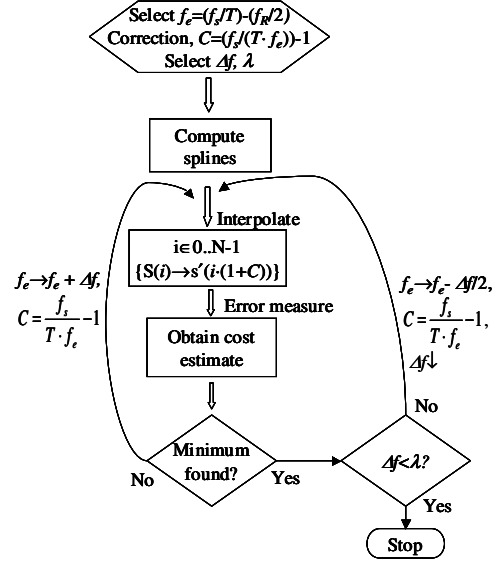 Select fₑ=(fₛ/T)-(f_R/2)
Correction, C=(fₛ/(T·fₑ))-1
Select Δf, λ
Compute
splines
Interpolate
i∈0..N-1
{S(i)→s′(i·(1+C))}
Error measure
Obtain cost
estimate
fₑ→fₑ + Δf,
C = fₛ/(T·fₑ) -1
fₑ→fₑ- Δf/2,
C = fₛ/(T·fₑ) -1,
Δf↓
Minimum
found?
No
Yes
Δf<λ?
No
Yes
Stop